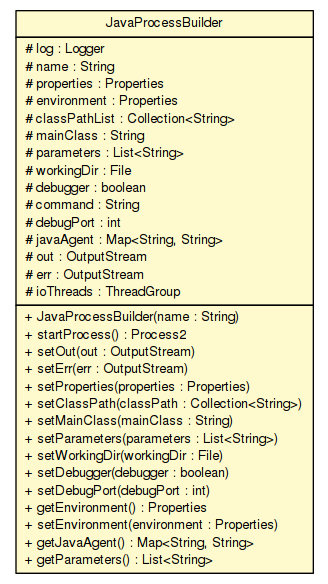 JavaProcessBuilder
# log : Logger
# name : String
# properties : Properties
# environment : Properties
# classPathList : Collection<String>
# mainClass : String
# parameters : List<String>
# workingDir : File
# debugger : boolean
# command : String
# debugPort : int
# javaAgent : Map<String, String>
# out : OutputStream
# err : OutputStream
# ioThreads : ThreadGroup
+ JavaProcessBuilder(name : String)
+ startProcess() : Process2
+ setOut(out : OutputStream)
+ setErr(err : OutputStream)
+ setProperties(properties : Properties)
+ setClassPath(classPath : Collection<String>)
+ setMainClass(mainClass : String)
+ setParameters(parameters : List<String>)
+ setWorkingDir(workingDir : File)
+ setDebugger(debugger : boolean)
+ setDebugPort(debugPort : int)
+ getEnvironment() : Properties
+ setEnvironment(environment : Properties)
+ getJavaAgent() : Map<String, String>
+ getParameters() : List<String>